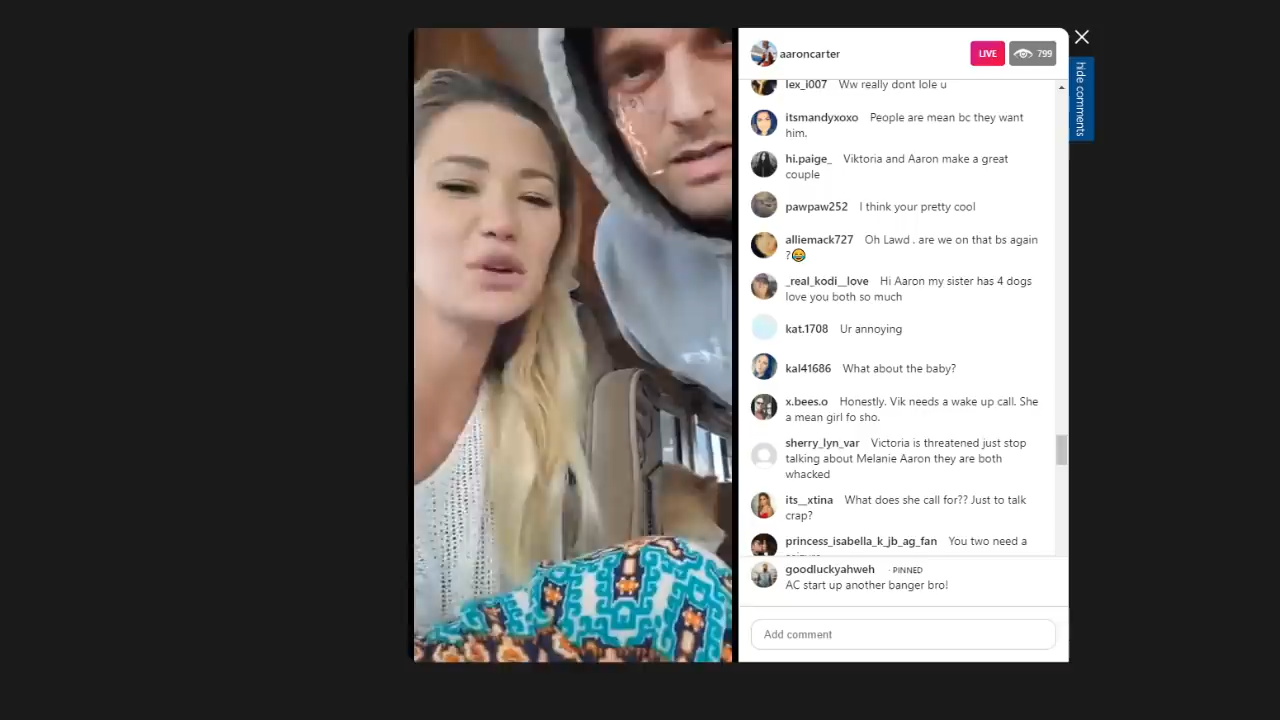 aaroncarter
LIVE
799
hide comments
lex_i007 Ww really dont lole u
itsmandyxoxo People are mean bc they want
him.
hi.paige_ Viktoria and Aaron make a great
couple
pawpaw252 I think your pretty cool
alliemack727 Oh Lawd . are we on that bs again
?😂
_real_kodi__love Hi Aaron my sister has 4 dogs
love you both so much
kat.1708 Ur annoying
kal41686 What about the baby?
x.bees.o Honestly. Vik needs a wake up call. She
a mean girl fo sho.
sherry_lyn_var Victoria is threatened just stop
talking about Melanie Aaron they are both
whacked
its__xtina What does she call for?? Just to talk
crap?
princess_isabella_k_jb_ag_fan You two need a
goodluckyahweh · PINNED
AC start up another banger bro!
Add comment